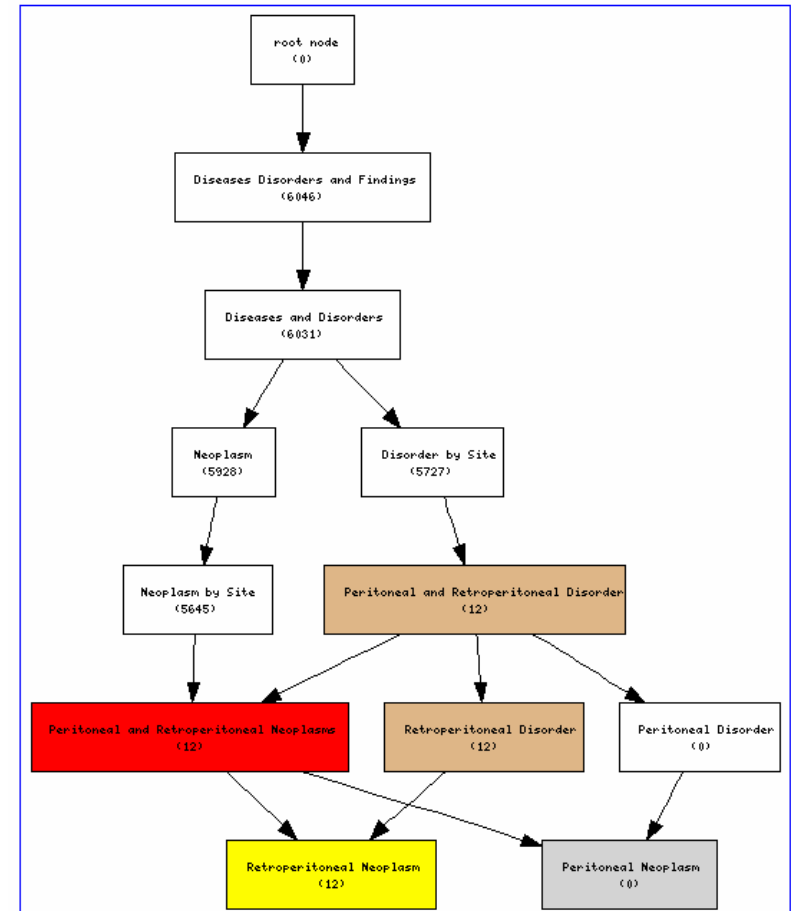 root node
(0)
Diseases Disorders and Findings
(6046)
Diseases and Disorders
(6031)
Neoplasm
(5928)
Disorder by Site
(5727)
Neoplasm by Site
(5645)
Peritoneal and Retroperitoneal Disorder
(12)
Peritoneal and Retroperitoneal Neoplasms
(12)
Retroperitoneal Disorder
(12)
Peritoneal Disorder
(0)
Retroperitoneal Neoplasm
(12)
Peritoneal Neoplasm
(0)